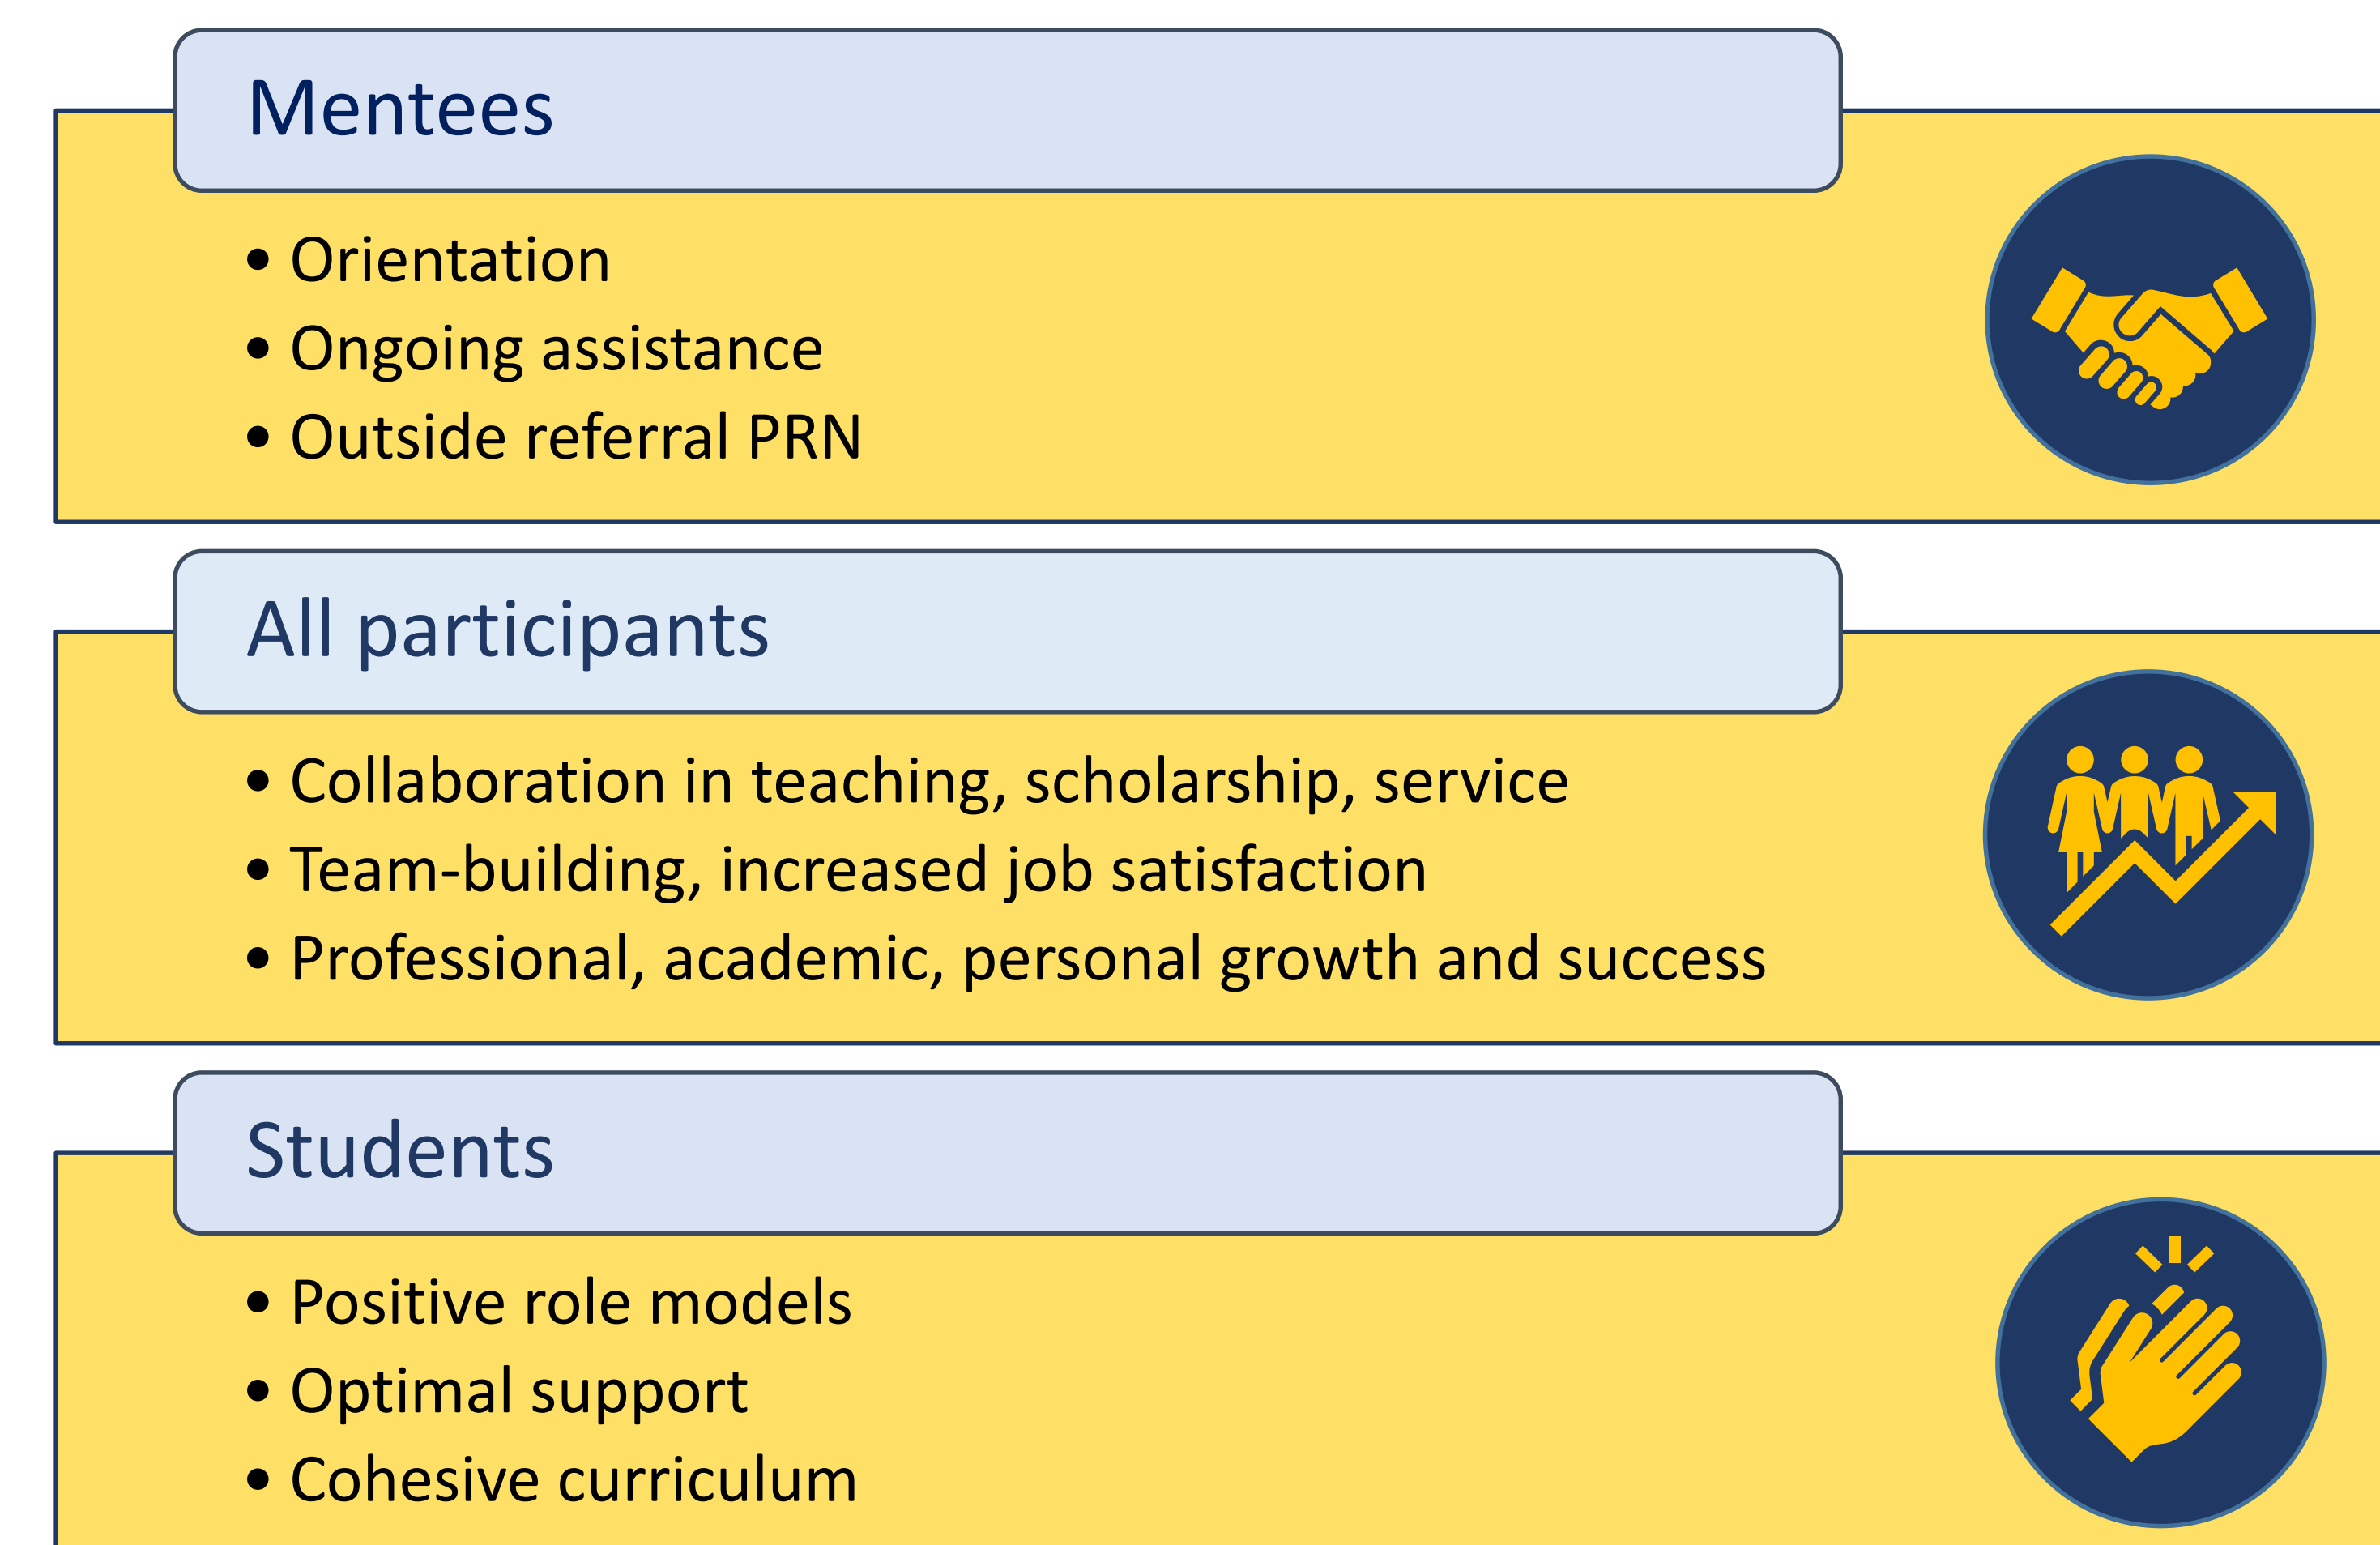 Mentees
• Orientation
• Ongoing assistance
• Outside referral PRN
All participants
• Collaboration in teaching, scholarship, service
• Team-building, increased job satisfaction
• Professional, academic, personal growth and success
Students
• Positive role models
• Optimal support
• Cohesive curriculum